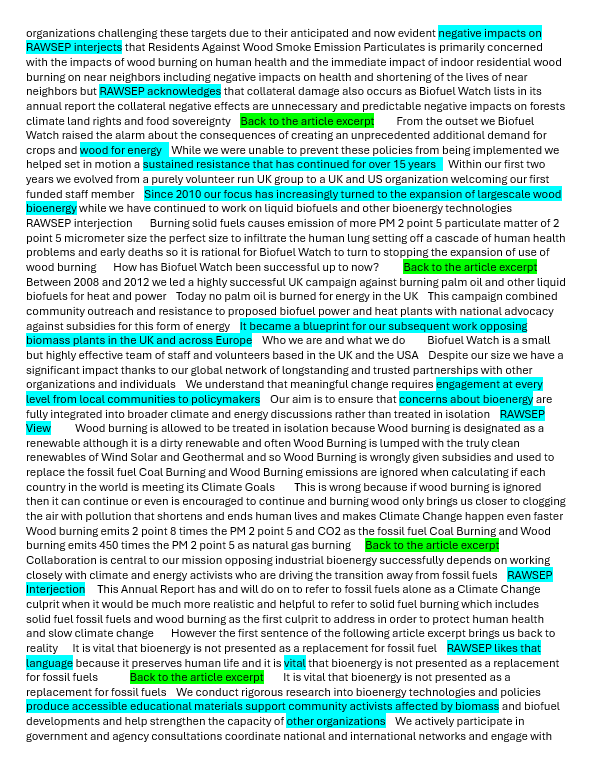 organizations challenging these targets due to their anticipated and now evident negative impacts on
RAWSEP interjects that Residents Against Wood Smoke Emission Particulates is primarily concerned
with the impacts of wood burning on human health and the immediate impact of indoor residential wood
burning on near neighbors including negative impacts on health and shortening of the lives of near
neighbors but RAWSEP acknowledges that collateral damage also occurs as Biofuel Watch lists in its
annual report the collateral negative effects are unnecessary and predictable negative impacts on forests
climate land rights and food sovereignty Back to the article excerpt From the outset we Biofuel
Watch raised the alarm about the consequences of creating an unprecedented additional demand for
crops and wood for energy While we were unable to prevent these policies from being implemented we
helped set in motion a sustained resistance that has continued for over 15 years Within our first two
years we evolved from a purely volunteer run UK group to a UK and US organization welcoming our first
funded staff member Since 2010 our focus has increasingly turned to the expansion of largescale wood
bioenergy while we have continued to work on liquid biofuels and other bioenergy technologies
RAWSEP interjection Burning solid fuels causes emission of more PM 2 point 5 particulate matter of 2
point 5 micrometer size the perfect size to infiltrate the human lung setting off a cascade of human health
problems and early deaths so it is rational for Biofuel Watch to turn to stopping the expansion of use of
wood burning How has Biofuel Watch been successful up to now? Back to the article excerpt
Between 2008 and 2012 we led a highly successful UK campaign against burning palm oil and other liquid
biofuels for heat and power Today no palm oil is burned for energy in the UK This campaign combined
community outreach and resistance to proposed biofuel power and heat plants with national advocacy
against subsidies for this form of energy It became a blueprint for our subsequent work opposing
biomass plants in the UK and across Europe Who we are and what we do Biofuel Watch is a small
but highly effective team of staff and volunteers based in the UK and the USA Despite our size we have a
significant impact thanks to our global network of longstanding and trusted partnerships with other
organizations and individuals We understand that meaningful change requires engagement at every
level from local communities to policymakers Our aim is to ensure that concerns about bioenergy are
fully integrated into broader climate and energy discussions rather than treated in isolation RAWSEP
View Wood burning is allowed to be treated in isolation because Wood burning is designated as a
renewable although it is a dirty renewable and often Wood Burning is lumped with the truly clean
renewables of Wind Solar and Geothermal and so Wood Burning is wrongly given subsidies and used to
replace the fossil fuel Coal Burning and Wood Burning emissions are ignored when calculating if each
country in the world is meeting its Climate Goals This is wrong because if wood burning is ignored
then it can continue or even is encouraged to continue and burning wood only brings us closer to clogging
the air with pollution that shortens and ends human lives and makes Climate Change happen even faster
Wood burning emits 2 point 8 times the PM 2 point 5 and CO2 as the fossil fuel Coal Burning and Wood
burning emits 450 times the PM 2 point 5 as natural gas burning Back to the article excerpt
Collaboration is central to our mission opposing industrial bioenergy successfully depends on working
closely with climate and energy activists who are driving the transition away from fossil fuels RAWSEP
Interjection This Annual Report has and will do on to refer to fossil fuels alone as a Climate Change
culprit when it would be much more realistic and helpful to refer to solid fuel burning which includes
solid fuel fossil fuels and wood burning as the first culprit to address in order to protect human health
and slow climate change However the first sentence of the following article excerpt brings us back to
reality It is vital that bioenergy is not presented as a replacement for fossil fuel RAWSEP likes that
language because it preserves human life and it is vital that bioenergy is not presented as a replacement
for fossil fuels Back to the article excerpt It is vital that bioenergy is not presented as a
replacement for fossil fuels We conduct rigorous research into bioenergy technologies and policies
produce accessible educational materials support community activists affected by biomass and biofuel
developments and help strengthen the capacity of other organizations We actively participate in
government and agency consultations coordinate national and international networks and engage with